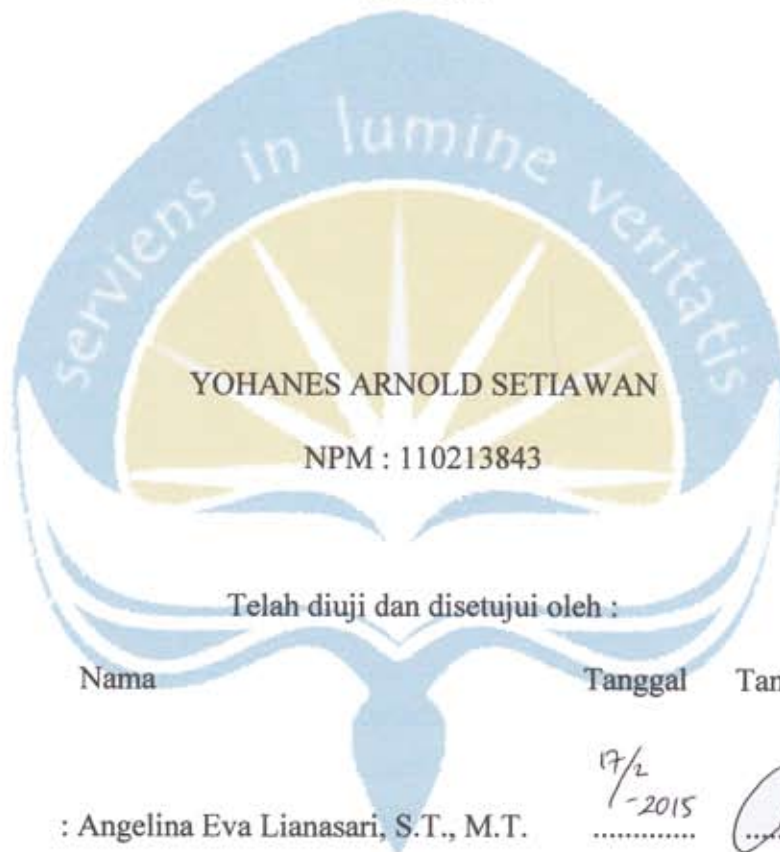 serviens in lumine veritatis
YOHANES ARNOLD SETIAWAN
NPM : 110213843
Telah diuji dan disetujui oleh :
Nama Tanggal
17/2
-2015
: Angelina Eva Lianasari, S.T., M.T. ............